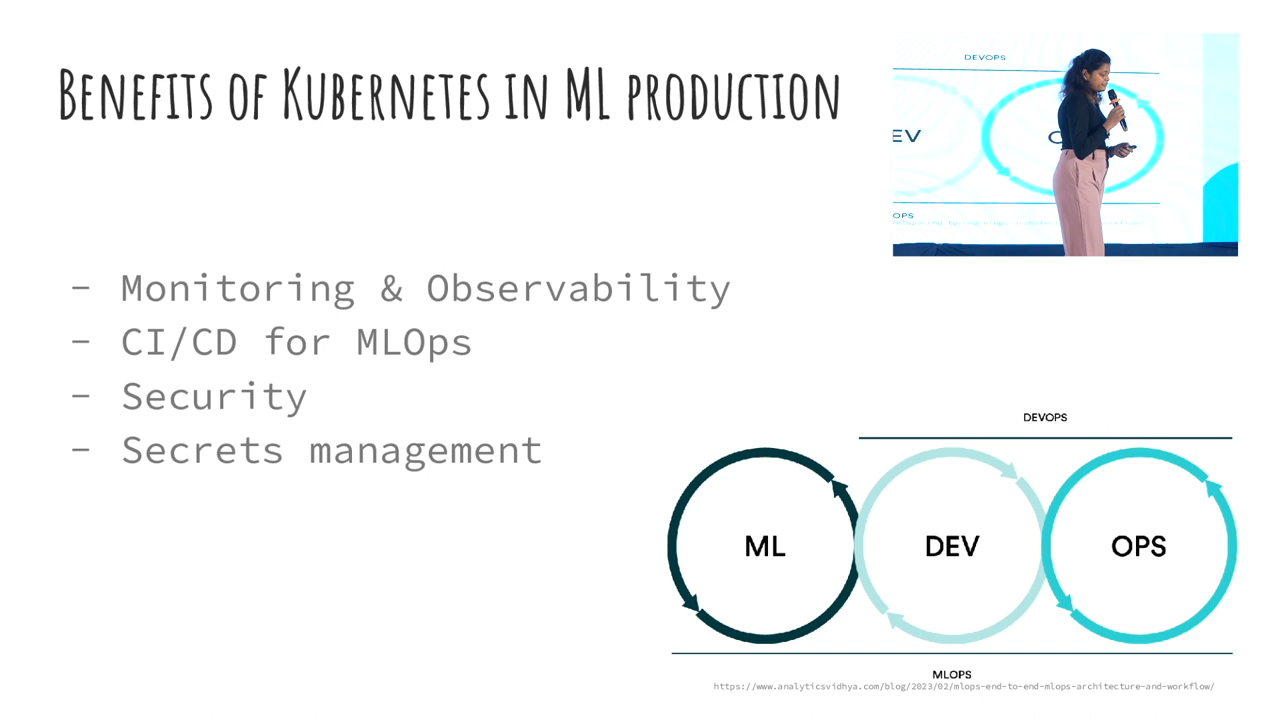 Benefits of Kubernetes in ML production
DEVOPS
EV
OPS
- Monitoring & Observability
- CI/CD for MLOps
- Security
- Secrets management
DEVOPS
ML
DEV
OPS
MLOPS
https://www.analyticsvidhya.com/blog/2023/02/mlops-end-to-end-mlops-architecture-and-workflow/